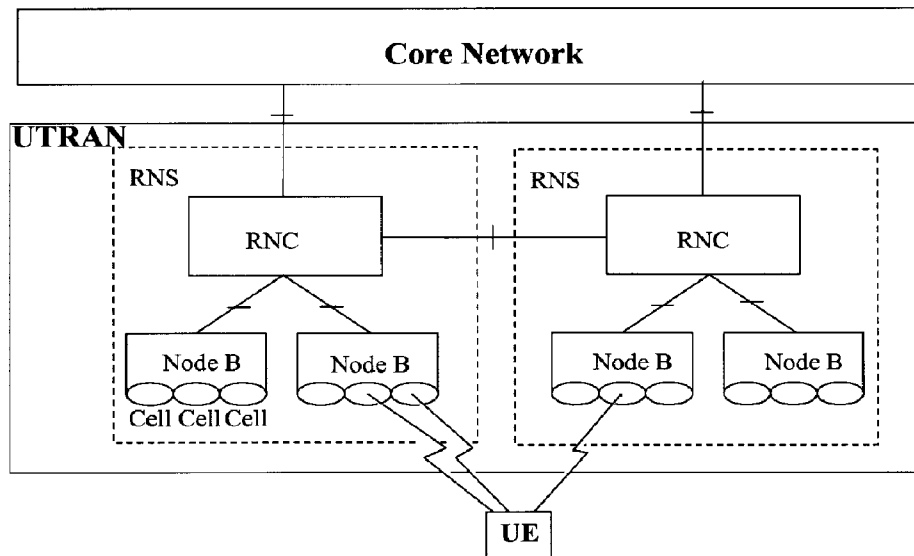 Core Network
UTRAN
RNS
RNS
RNC
RNC
Node B
Node B
Node B
Node B
Cell Cell Cell
UE